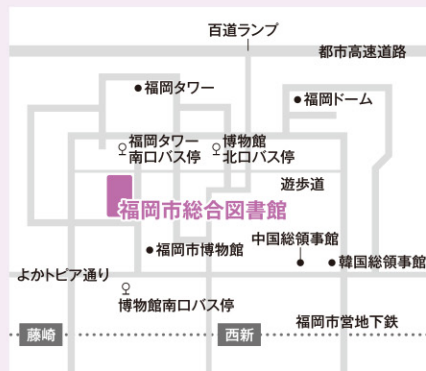 百道ランプ
都市高速道路
福岡タワー
福岡ドーム
福岡タワー
南口バス停
博物館
北口バス停
遊歩道
福岡市総合図書館
中国総領事館
福岡市博物館
韓国総領事館
よかトピア通り
博物館南口バス停
福岡市営地下鉄
藤崎
西新